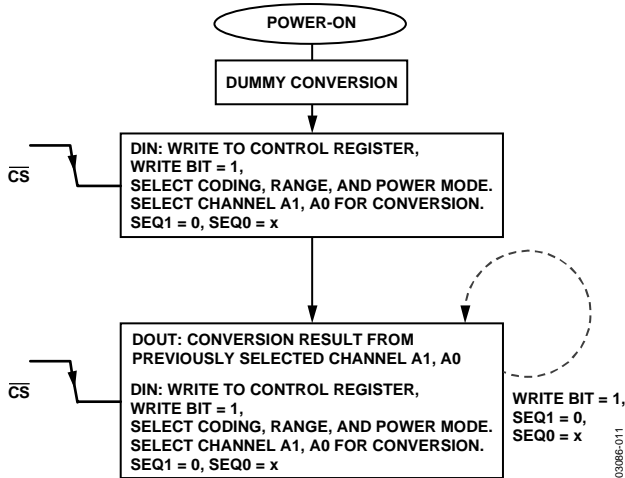 POWER-ON
DUMMY CONVERSION
DIN: WRITE TO CONTROL REGISTER,
WRITE BIT = 1,
SELECT CODING, RANGE, AND POWER MODE.
SELECT CHANNEL A1, A0 FOR CONVERSION.
SEQ1 = 0, SEQ0 = x
CS
DOUT: CONVERSION RESULT FROM
PREVIOUSLY SELECTED CHANNEL A1, A0
DIN: WRITE TO CONTROL REGISTER,
WRITE BIT = 1,
SELECT CODING, RANGE, AND POWER MODE.
SELECT CHANNEL A1, A0 FOR CONVERSION.
SEQ1 = 0, SEQ0 = x
CS
WRITE BIT = 1,
SEQ1 = 0,
SEQ0 = x
03086-011